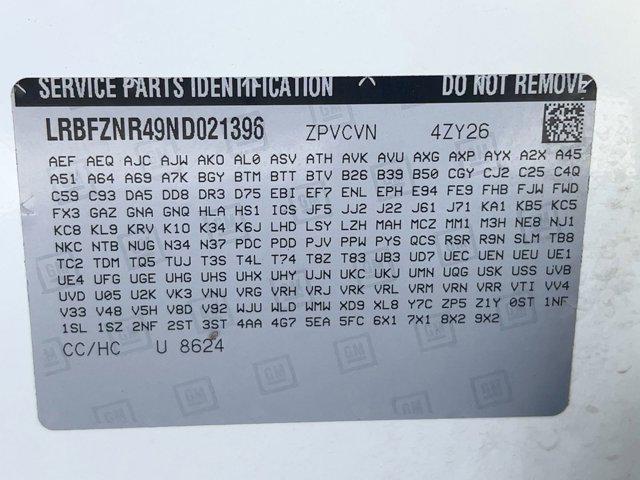 SERVICE PARTS IDENTIFICATION DO NOT REMOVE
LRBFZNR49ND021396 ZPVCVN 4ZY26
AEF AEQ AJC AJW AKO AL0 ASV ATH AVK AVU AXG AXP AYX A2X A45
A51 A64 A69 A7K BGY BTM BTT BTV B26 B39 B50 CGY CJ2 C25 C4Q
C59 C93 DA5 DD8 DR3 D75 EBI EF7 ENL EPH E94 FE9 FHB FJW FWD
FX3 GAZ GNA GNQ HLA HS1 IGS JF5 JJ2 J22 J61 J71 KA1 KB5 KC5
KC8 KL9 KRV K10 K34 K6J LHD LSY LZH MAH MCZ MM1 M3H NE8 NJ1
NKC NTB NUG N34 N37 PDC PDD PJV PPW PYS QCS RSR R9N SLM TB8
TC2 TDM TQ5 TUJ T3S T4L T74 T8Z T83 UB3 UD7 UEC UEN UEU UE1
UE4 UFG UGE UHG UHS UHX UHY UJN UKC UKJ UMN UQG USK USS UVB
UVD U05 U2K VK3 VNU VRG VRH VRJ VRK VRL VRM VRN VRR VTI VV4
V33 V48 V5H V8D V92 WJU WLD WMW XD9 XL8 Y7C ZP5 Z1Y 0ST 1NF
1SL 1SZ 2NF 2ST 3ST 4AA 4G7 5EA 5FC 6X1 7X1 8X2 9X2
CC/HC U 8624